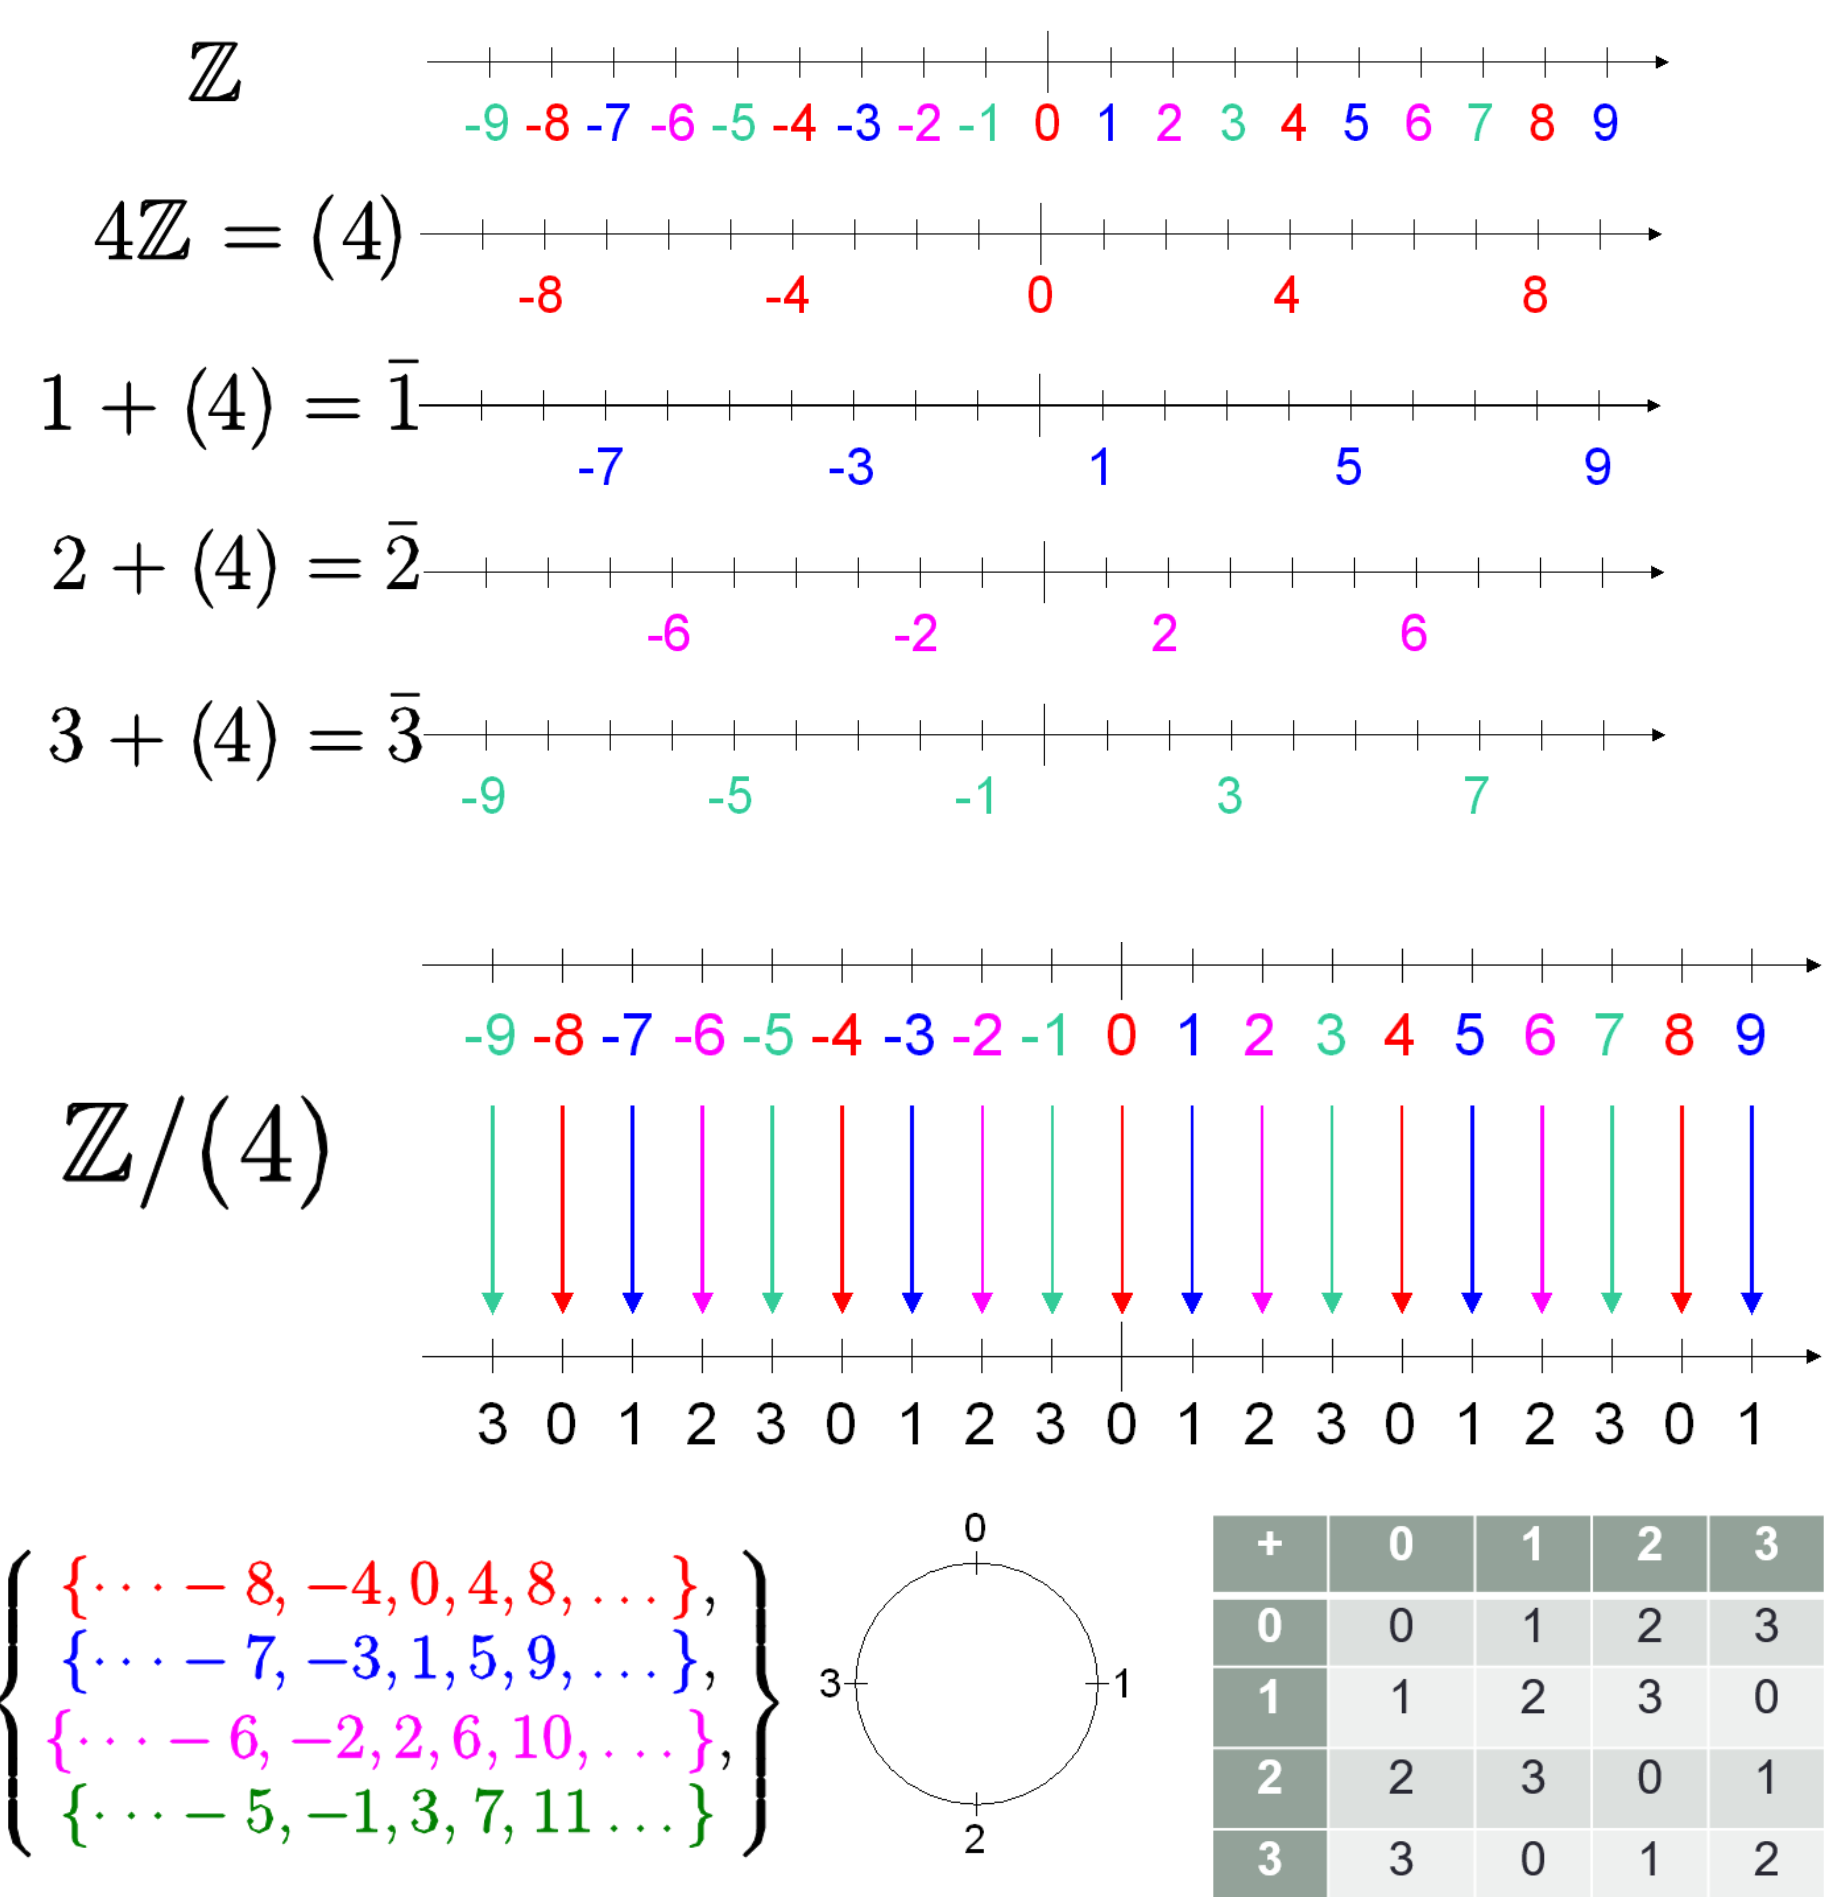 ℤ
-9 -8 -7 -6 -5 -4 -3 -2 -1 0 1 2 3 4 5 6 7 8 9
4ℤ = (4)
-8 -4 0 4 8
1 + (4) = 1̅
-7 -3 1 5 9
2 + (4) = 2̅
-6 -2 2 6
3 + (4) = 3̅
-9 -5 -1 3 7
-9 -8 -7 -6 -5 -4 -3 -2 -1 0 1 2 3 4 5 6 7 8 9
ℤ/(4)
3 0 1 2 3 0 1 2 3 0 1 2 3 0 1 2 3 0 1
{··· − 8, −4, 0, 4, 8, ...},
{··· − 7, −3, 1, 5, 9, ...},
{··· − 6, −2, 2, 6, 10, ...},
{··· − 5, −1, 3, 7, 11 ...}
0
3 1
2
+ 0 1 2 3
0 0 1 2 3
1 1 2 3 0
2 2 3 0 1
3 3 0 1 2